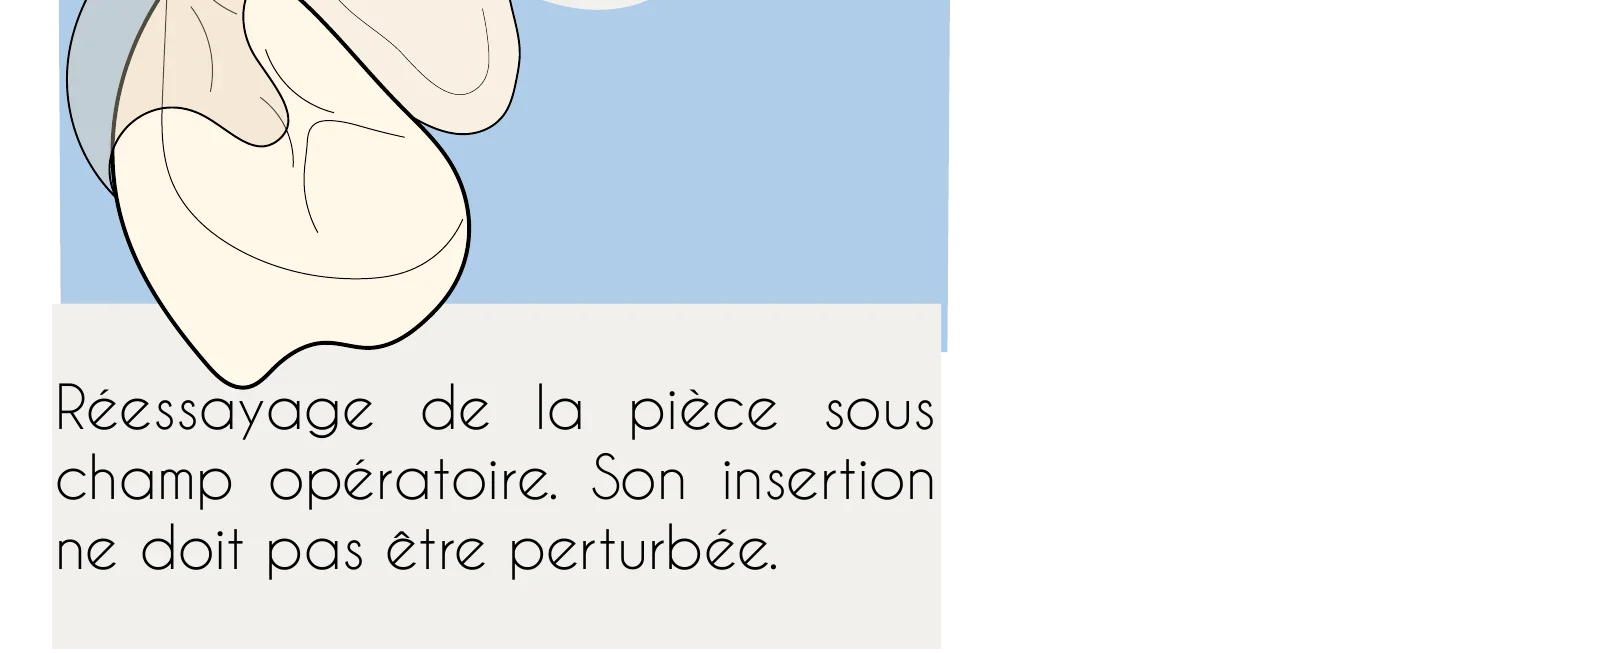 Réessayage de la pièce sous
champ opératoire. Son insertion
ne doit pas être perturbée.